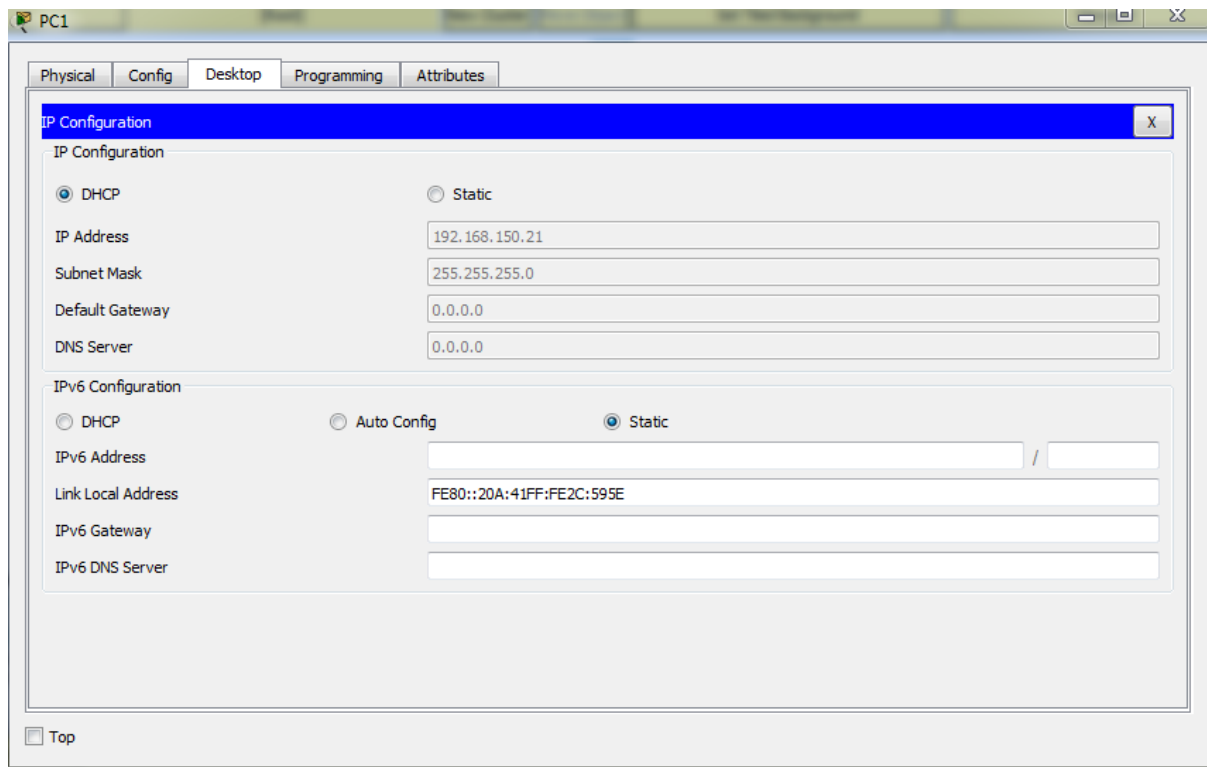 PC1
X
Physical Config Desktop Programming Attributes
IP Configuration X
IP Configuration
DHCP Static
IP Address 192.168.150.21
Subnet Mask 255.255.255.0
Default Gateway 0.0.0.0
DNS Server 0.0.0.0
IPv6 Configuration
DHCP Auto Config Static
IPv6 Address /
Link Local Address FE80::20A:41FF:FE2C:595E
IPv6 Gateway
IPv6 DNS Server
Top